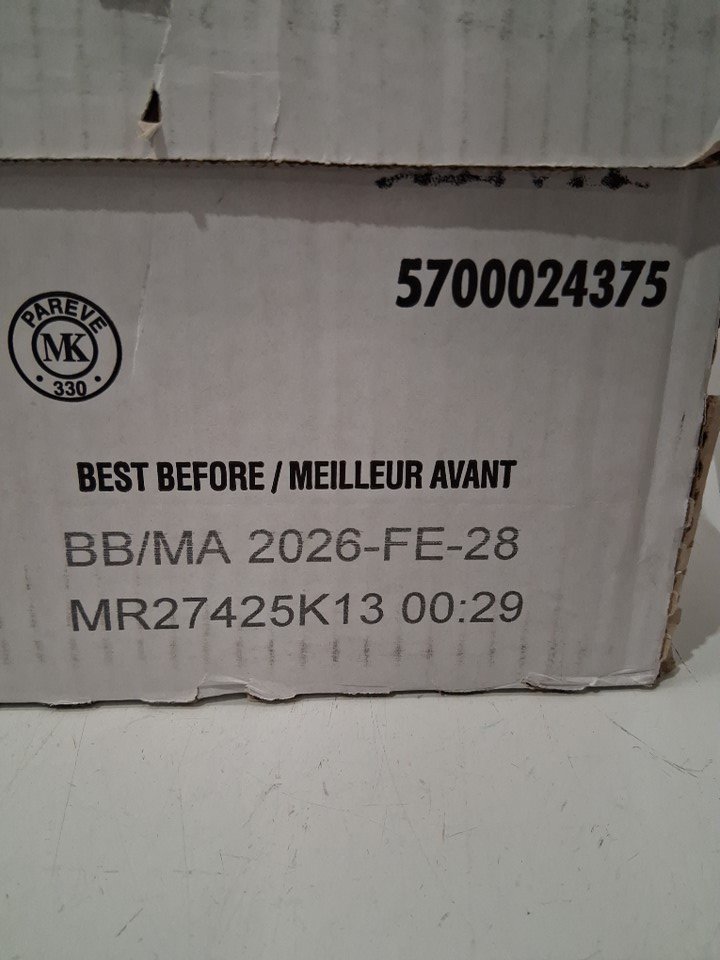 5700024375
PAREVE
MK
330
BEST BEFORE / MEILLEUR AVANT
BB/MA 2026-FE-28
MR27425K13 00:29